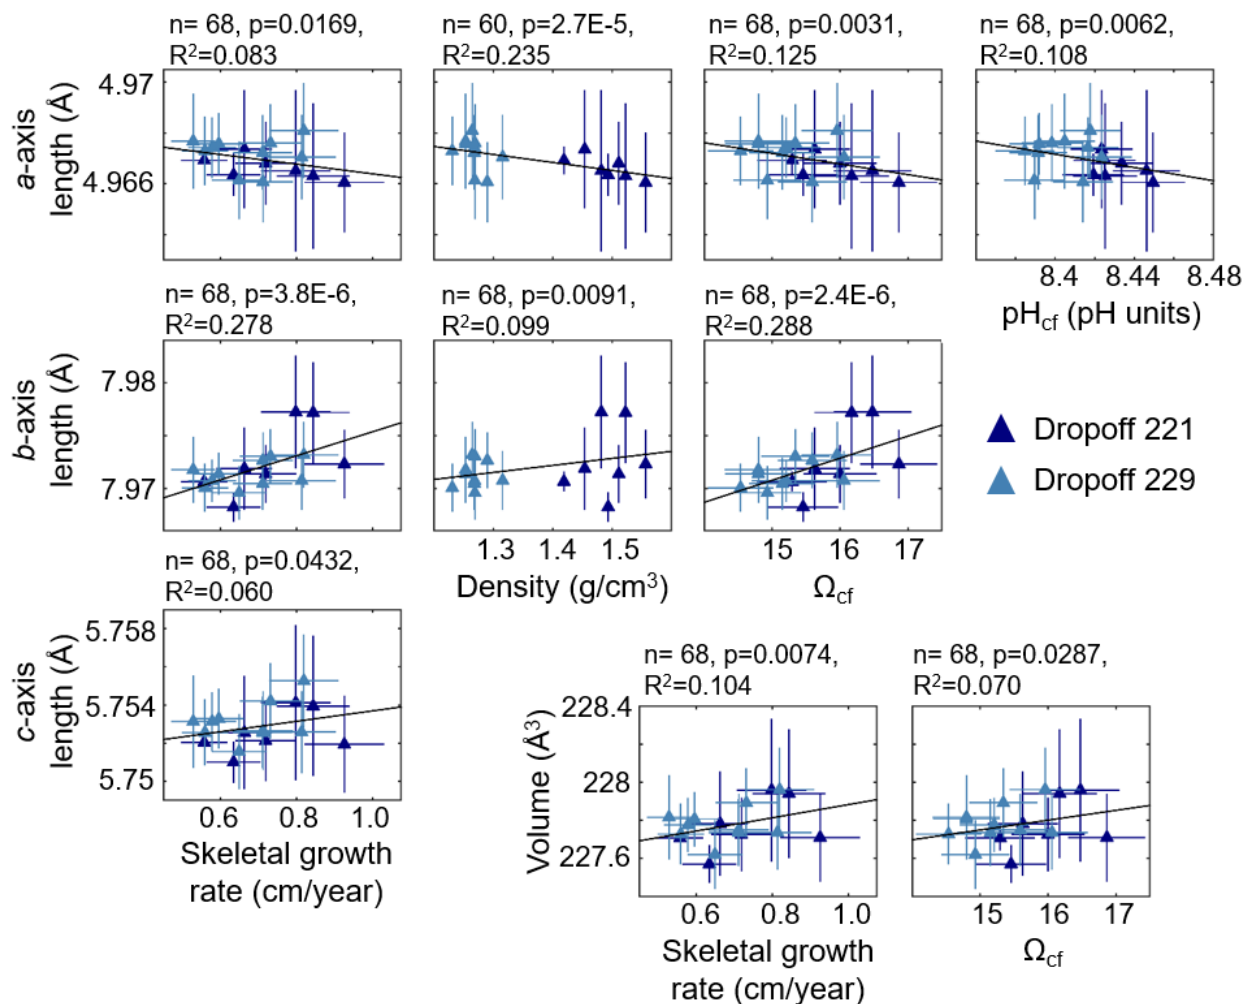 n= 68, p=0.0169,
R²=0.083
n= 60, p=2.7E-5,
R²=0.235
n= 68, p=0.0031,
R²=0.125
n= 68, p=0.0062,
R²=0.108
a-axis
length (Å)
4.97
4.966
8.4 8.44 8.48
pHcf (pH units)
n= 68, p=3.8E-6,
R²=0.278
n= 68, p=0.0091,
R²=0.099
n= 68, p=2.4E-6,
R²=0.288
b-axis
length (Å)
7.98
7.97
1.3 1.4 1.5
Density (g/cm³)
15 16 17
Ωcf
Dropoff 221
Dropoff 229
n= 68, p=0.0432,
R²=0.060
c-axis
length (Å)
5.758
5.754
5.75
0.6 0.8 1.0
Skeletal growth
rate (cm/year)
n= 68, p=0.0074,
R²=0.104
n= 68, p=0.0287,
R²=0.070
Volume (Å³)
228.4
228
227.6
0.6 0.8 1.0
Skeletal growth
rate (cm/year)
15 16 17
Ωcf